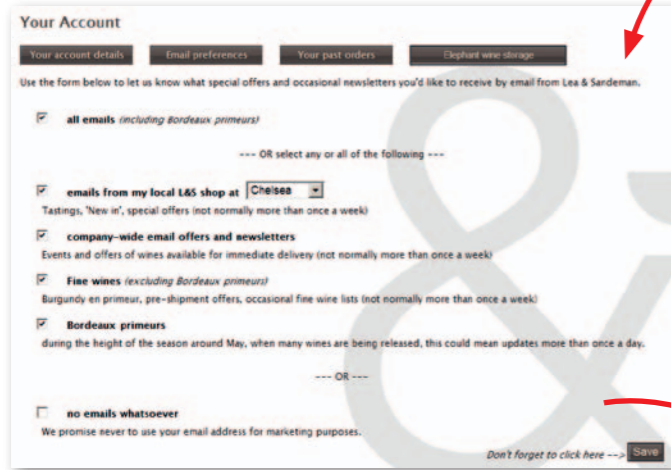 Your Account
Your account details Email preferences Your past orders Elephant wine storage
Use the form below to let us know what special offers and occasional newsletters you'd like to receive by email from Lea & Sandeman.
all emails (including Bordeaux primeurs)
--- OR select any or all of the following ---
emails from my local L&S shop at Chelsea
Tastings, 'New in', special offers (not normally more than once a week)
company-wide email offers and newsletters
Events and offers of wines available for immediate delivery (not normally more than once a week)
Fine wines (excluding Bordeaux primeurs)
Burgundy en primeur, pre-shipment offers, occasional fine wine lists (not normally more than once a week)
Bordeaux primeurs
during the height of the season around May, when many wines are being released, this could mean updates more than once a day.
--- OR ---
no emails whatsoever
We promise never to use your email address for marketing purposes.
Don't forget to click here --> Save
&